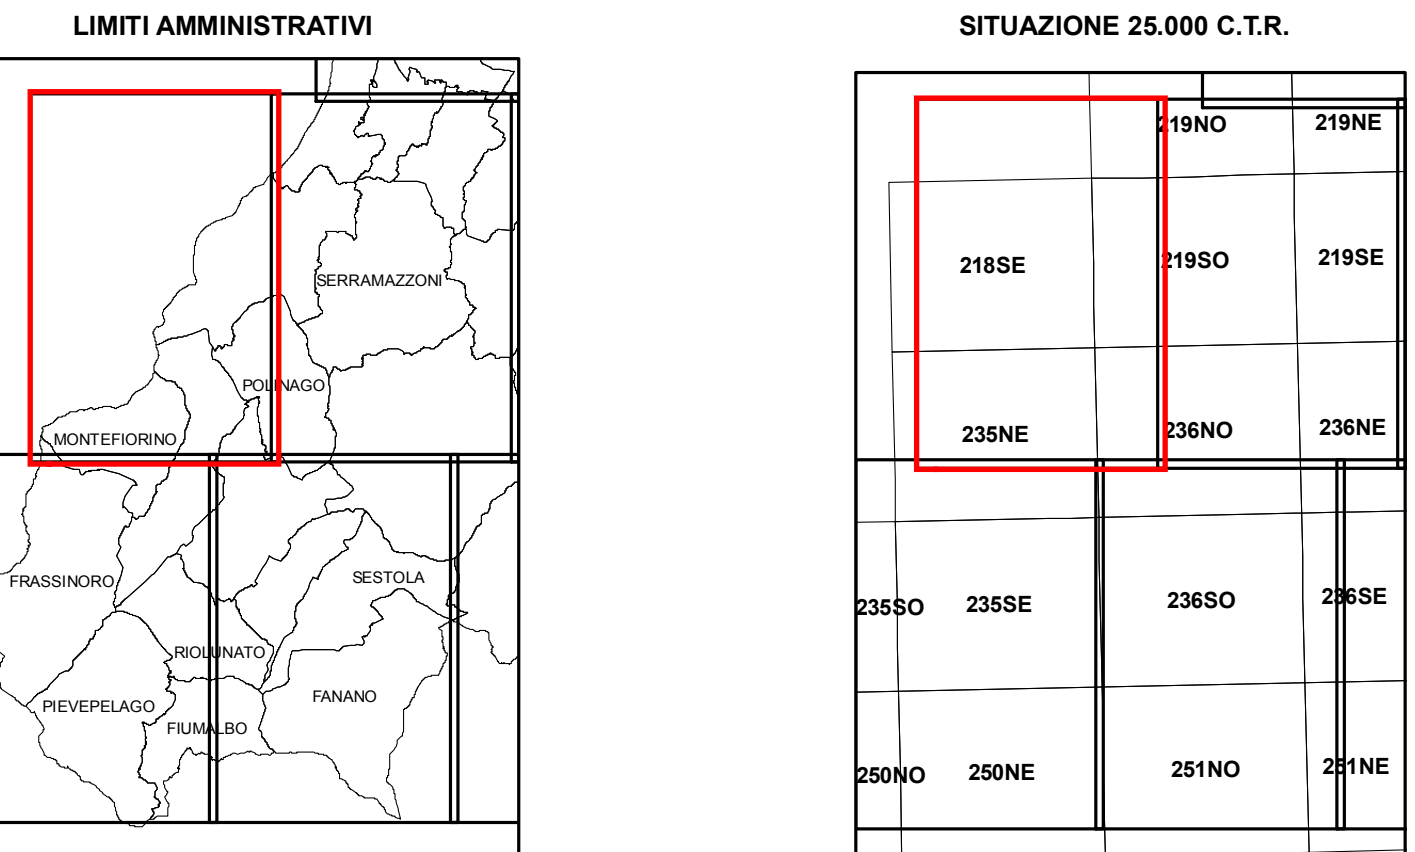 LIMITI AMMINISTRATIVI
SERRAMAZZONI
POLINAGO
MONTEFIORINO
FRASSINORO
SESTOLA
RIOLUNATO
FANANO
PIEVEPELAGO
FIUMALBO
SITUAZIONE 25.000 C.T.R.
219NO 219NE
218SE 219SO 219SE
235NE 236NO 236NE
235SO 235SE 236SO 236SE
250NO 250NE 251NO 251NE